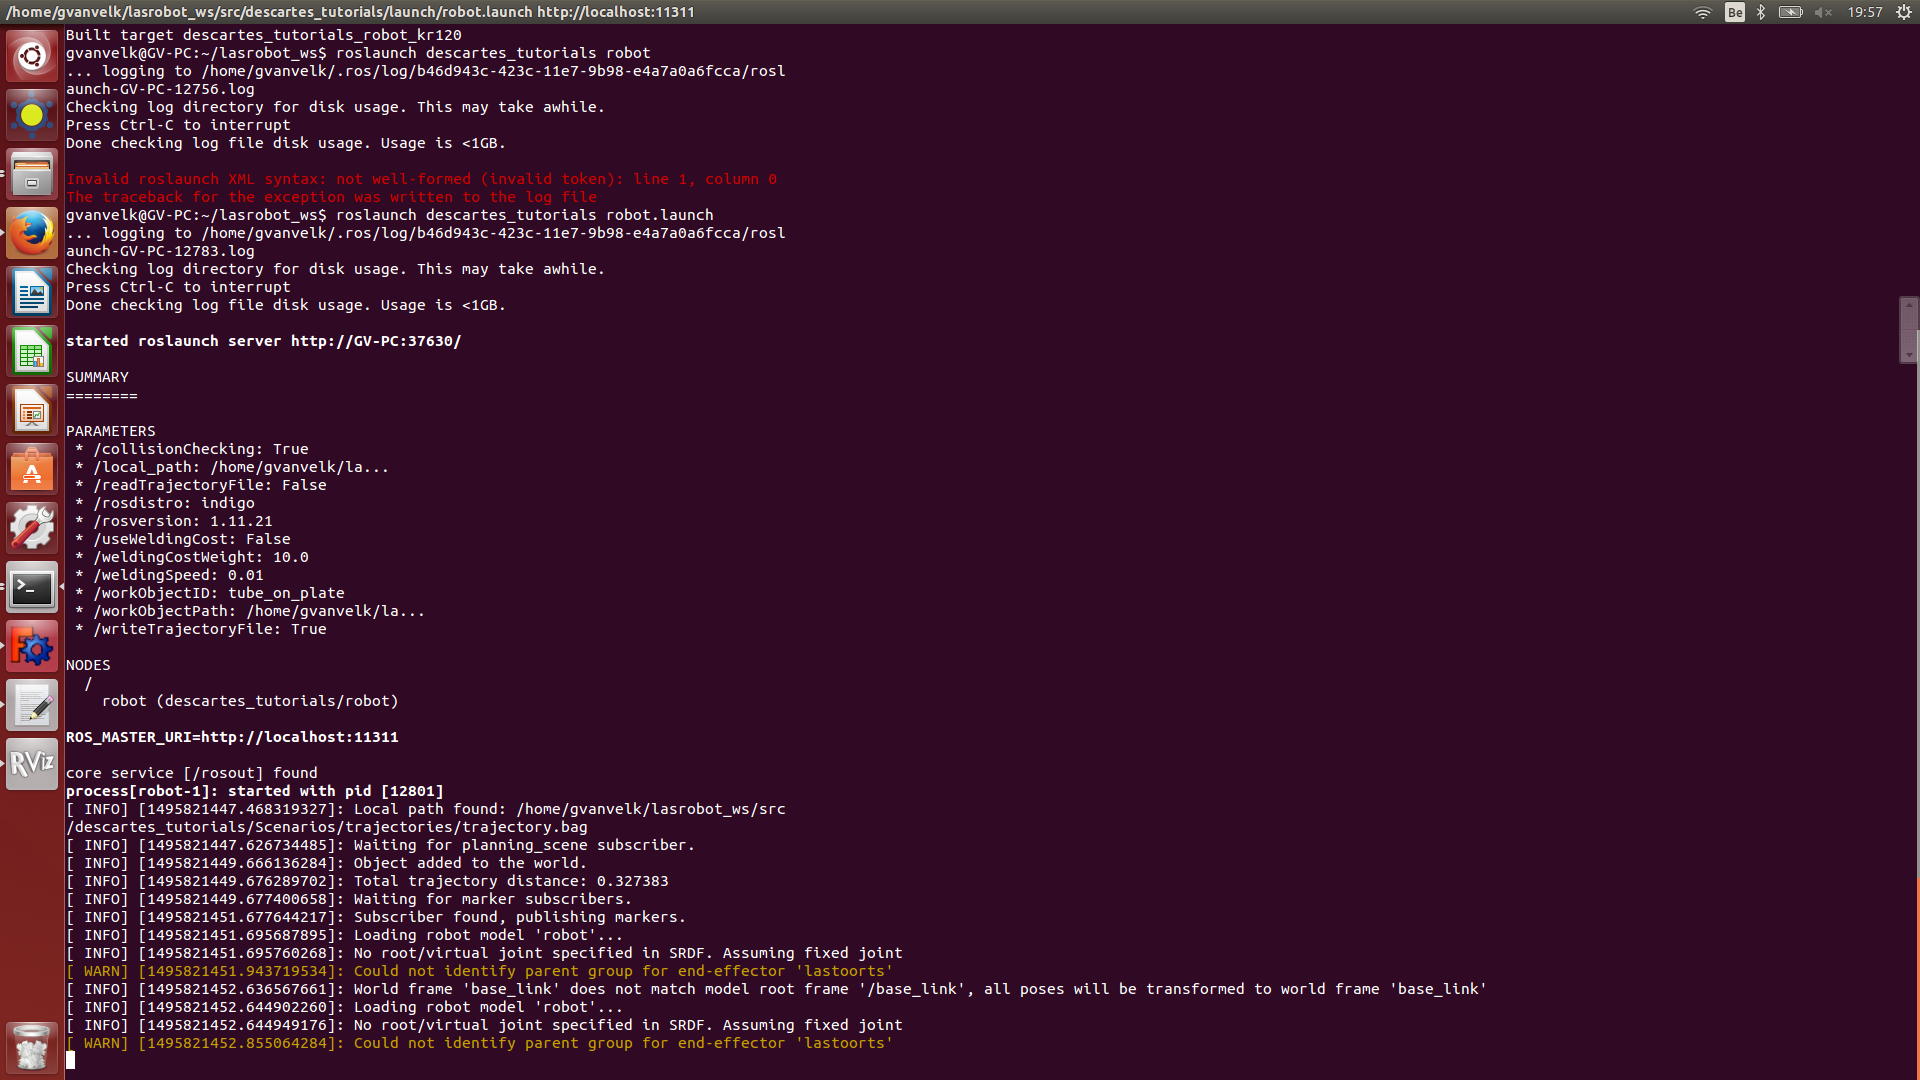 /home/gvanvelk/lasrobot_ws/src/descartes_tutorials/launch/robot.launch http://localhost:11311
Be
19:57
Built target descartes_tutorials_robot_kr120
gvanvelk@GV-PC:~/lasrobot_ws$ roslaunch descartes_tutorials robot
... logging to /home/gvanvelk/.ros/log/b46d943c-423c-11e7-9b98-e4a7a0a6fcca/rosl
aunch-GV-PC-12756.log
Checking log directory for disk usage. This may take awhile.
Press Ctrl-C to interrupt
Done checking log file disk usage. Usage is <1GB.
Invalid roslaunch XML syntax: not well-formed (invalid token): line 1, column 0
The traceback for the exception was written to the log file
gvanvelk@GV-PC:~/lasrobot_ws$ roslaunch descartes_tutorials robot.launch
... logging to /home/gvanvelk/.ros/log/b46d943c-423c-11e7-9b98-e4a7a0a6fcca/rosl
aunch-GV-PC-12783.log
Checking log directory for disk usage. This may take awhile.
Press Ctrl-C to interrupt
Done checking log file disk usage. Usage is <1GB.
started roslaunch server http://GV-PC:37630/
SUMMARY
========
PARAMETERS
* /collisionChecking: True
* /local_path: /home/gvanvelk/la...
* /readTrajectoryFile: False
* /rosdistro: indigo
* /rosversion: 1.11.21
* /useWeldingCost: False
* /weldingCostWeight: 10.0
* /weldingSpeed: 0.01
* /workObjectID: tube_on_plate
* /workObjectPath: /home/gvanvelk/la...
* /writeTrajectoryFile: True
NODES
/
robot (descartes_tutorials/robot)
ROS_MASTER_URI=http://localhost:11311
core service [/rosout] found
process[robot-1]: started with pid [12801]
[ INFO] [1495821447.468319327]: Local path found: /home/gvanvelk/lasrobot_ws/src
/descartes_tutorials/Scenarios/trajectories/trajectory.bag
[ INFO] [1495821447.626734485]: Waiting for planning_scene subscriber.
[ INFO] [1495821449.666136284]: Object added to the world.
[ INFO] [1495821449.676289702]: Total trajectory distance: 0.327383
[ INFO] [1495821449.677400658]: Waiting for marker subscribers.
[ INFO] [1495821451.677644217]: Subscriber found, publishing markers.
[ INFO] [1495821451.695687895]: Loading robot model 'robot'...
[ INFO] [1495821451.695760268]: No root/virtual joint specified in SRDF. Assuming fixed joint
[ WARN] [1495821451.943719534]: Could not identify parent group for end-effector 'lastoorts'
[ INFO] [1495821452.636567661]: World frame 'base_link' does not match model root frame '/base_link', all poses will be transformed to world frame 'base_link'
[ INFO] [1495821452.644902260]: Loading robot model 'robot'...
[ INFO] [1495821452.644949176]: No root/virtual joint specified in SRDF. Assuming fixed joint
[ WARN] [1495821452.855064284]: Could not identify parent group for end-effector 'lastoorts'
RViz